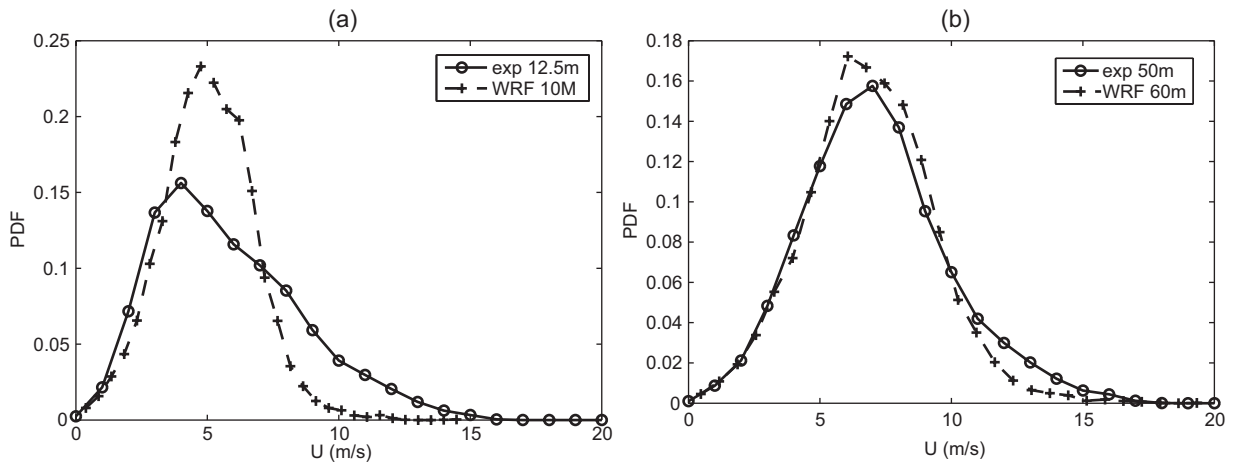 (a)
0.25
0.2
0.15
0.1
0.05
0
PDF
0 5 10 15 20
U (m/s)
exp 12.5m
WRF 10M
(b)
0.18
0.16
0.14
0.12
0.1
0.08
0.06
0.04
0.02
0
PDF
0 5 10 15 20
U (m/s)
exp 50m
WRF 60m